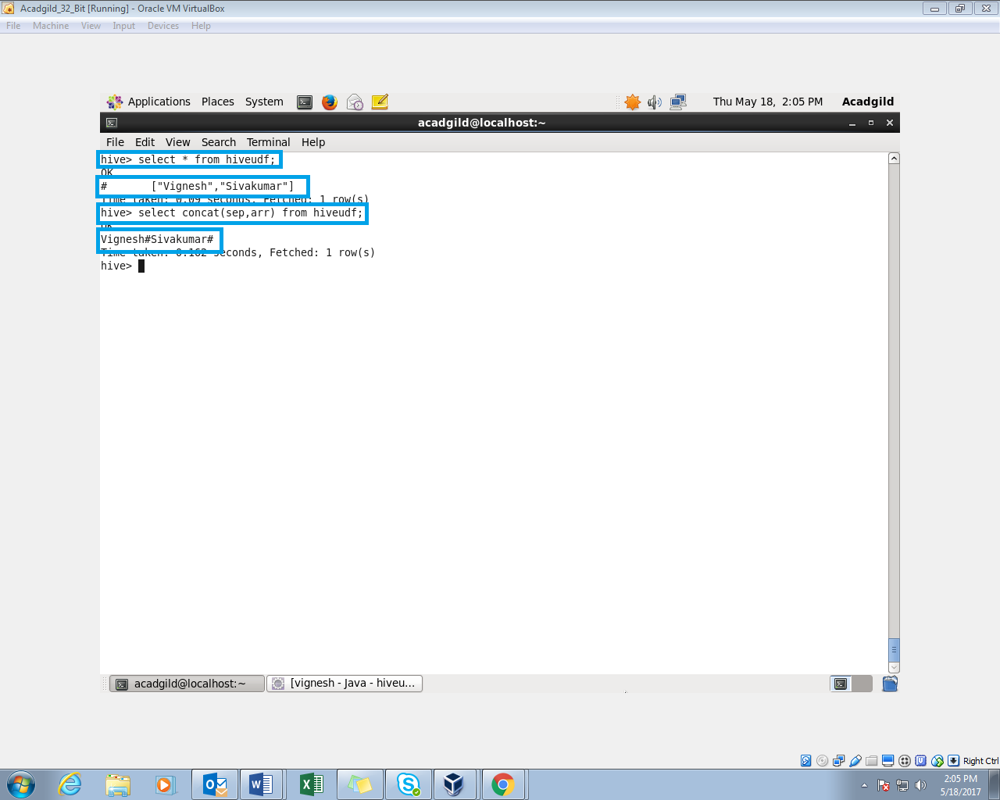 Acadgild_32_Bit [Running] - Oracle VM VirtualBox
File Machine View Input Devices Help
Applications Places System Thu May 18, 2:05 PM Acadgild
acadgild@localhost:~
File Edit View Search Terminal Help
hive> select * from hiveudf;
OK
# ["Vignesh","Sivakumar"]
Time taken: 0.09 seconds, Fetched: 1 row(s)
hive> select concat(sep,arr) from hiveudf;
OK
Vignesh#Sivakumar#
Time taken: 0.162 seconds, Fetched: 1 row(s)
hive>
acadgild@localhost:~ [vignesh - Java - hiveu...
Right Ctrl
2:05 PM
5/18/2017